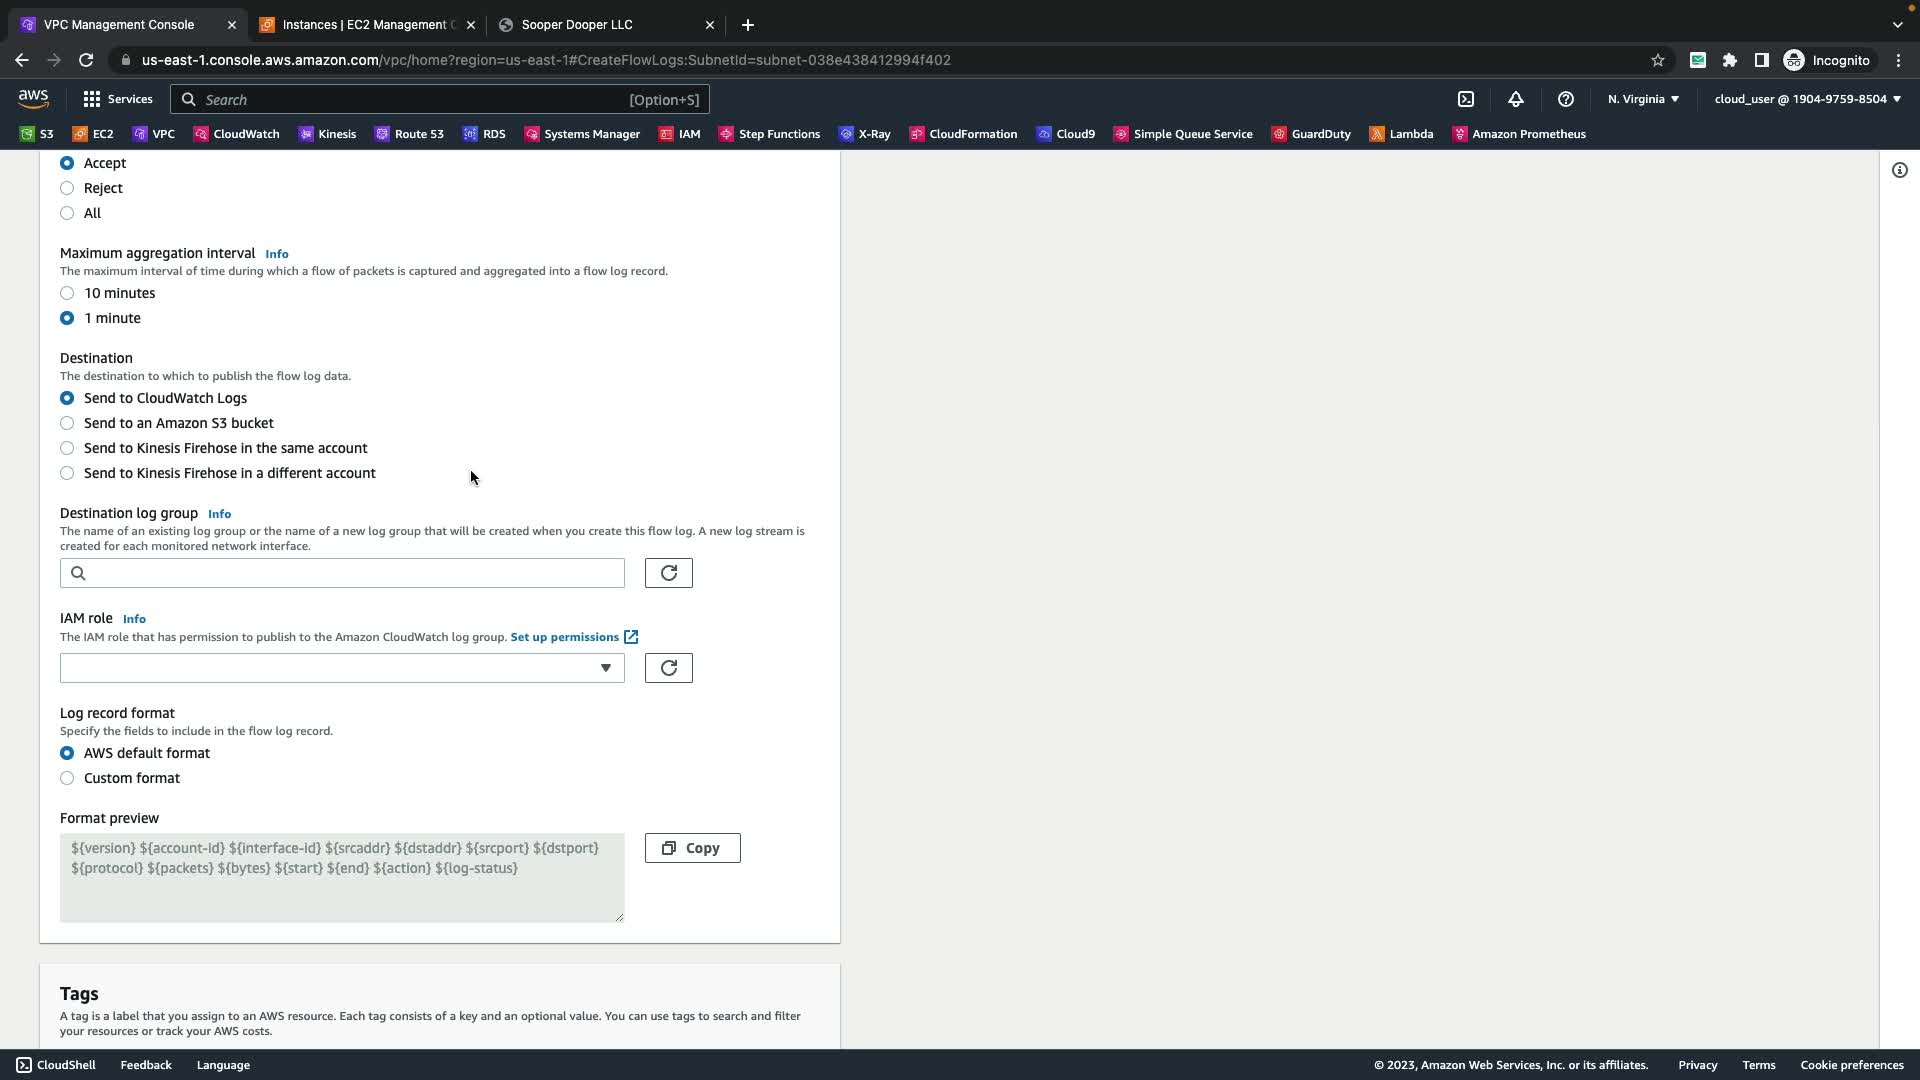 VPC Management Console
Instances | EC2 Management
Sooper Dooper LLC
us-east-1.console.aws.amazon.com/vpc/home?region=us-east-1#CreateFlowLogs:SubnetId=subnet-038e438412994f402
Incognito
aws
Services
Search
[Option+S]
N. Virginia
cloud_user @ 1904-9759-8504
S3
EC2
VPC
CloudWatch
Kinesis
Route 53
RDS
Systems Manager
IAM
Step Functions
X-Ray
CloudFormation
Cloud9
Simple Queue Service
GuardDuty
Lambda
Amazon Prometheus
Accept
Reject
All
Maximum aggregation interval Info
The maximum interval of time during which a flow of packets is captured and aggregated into a flow log record.
10 minutes
1 minute
Destination
The destination to which to publish the flow log data.
Send to CloudWatch Logs
Send to an Amazon S3 bucket
Send to Kinesis Firehose in the same account
Send to Kinesis Firehose in a different account
Destination log group Info
The name of an existing log group or the name of a new log group that will be created when you create this flow log. A new log stream is
created for each monitored network interface.
IAM role Info
The IAM role that has permission to publish to the Amazon CloudWatch log group. Set up permissions
Log record format
Specify the fields to include in the flow log record.
AWS default format
Custom format
Format preview
${version} ${account-id} ${interface-id} ${srcaddr} ${dstaddr} ${srcport} ${dstport}
${protocol} ${packets} ${bytes} ${start} ${end} ${action} ${log-status}
Copy
Tags
A tag is a label that you assign to an AWS resource. Each tag consists of a key and an optional value. You can use tags to search and filter
your resources or track your AWS costs.
CloudShell
Feedback
Language
© 2023, Amazon Web Services, Inc. or its affiliates.
Privacy
Terms
Cookie preferences